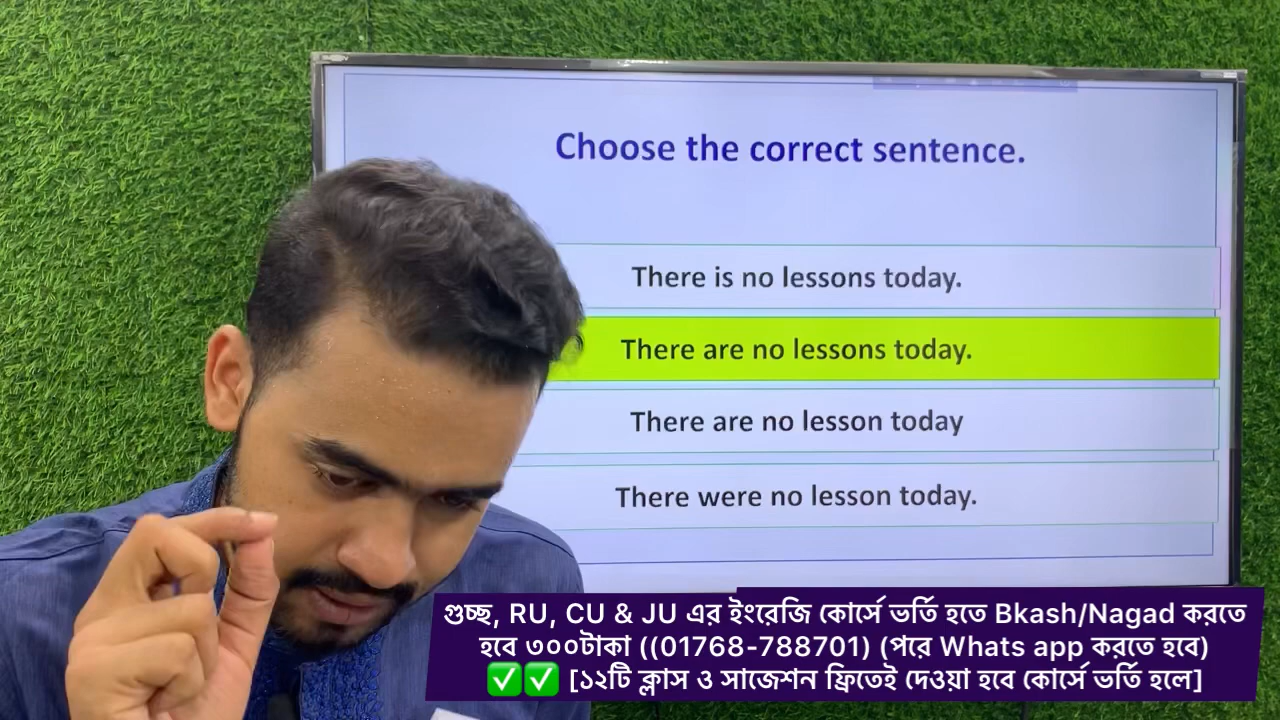 Choose the correct sentence.
There is no lessons today.
There are no lessons today.
There are no lesson today
There were no lesson today.
গুচ্ছ, RU, CU & JU এর ইংরেজি কোর্সে ভর্তি হতে Bkash/Nagad করতে
হবে ৩০০টাকা ((01768-788701) (পরে Whats app করতে হবে)
✅✅ [১২টি ক্লাস ও সাজেশন ফ্রিতেই দেওয়া হবে কোর্সে ভর্তি হলে]